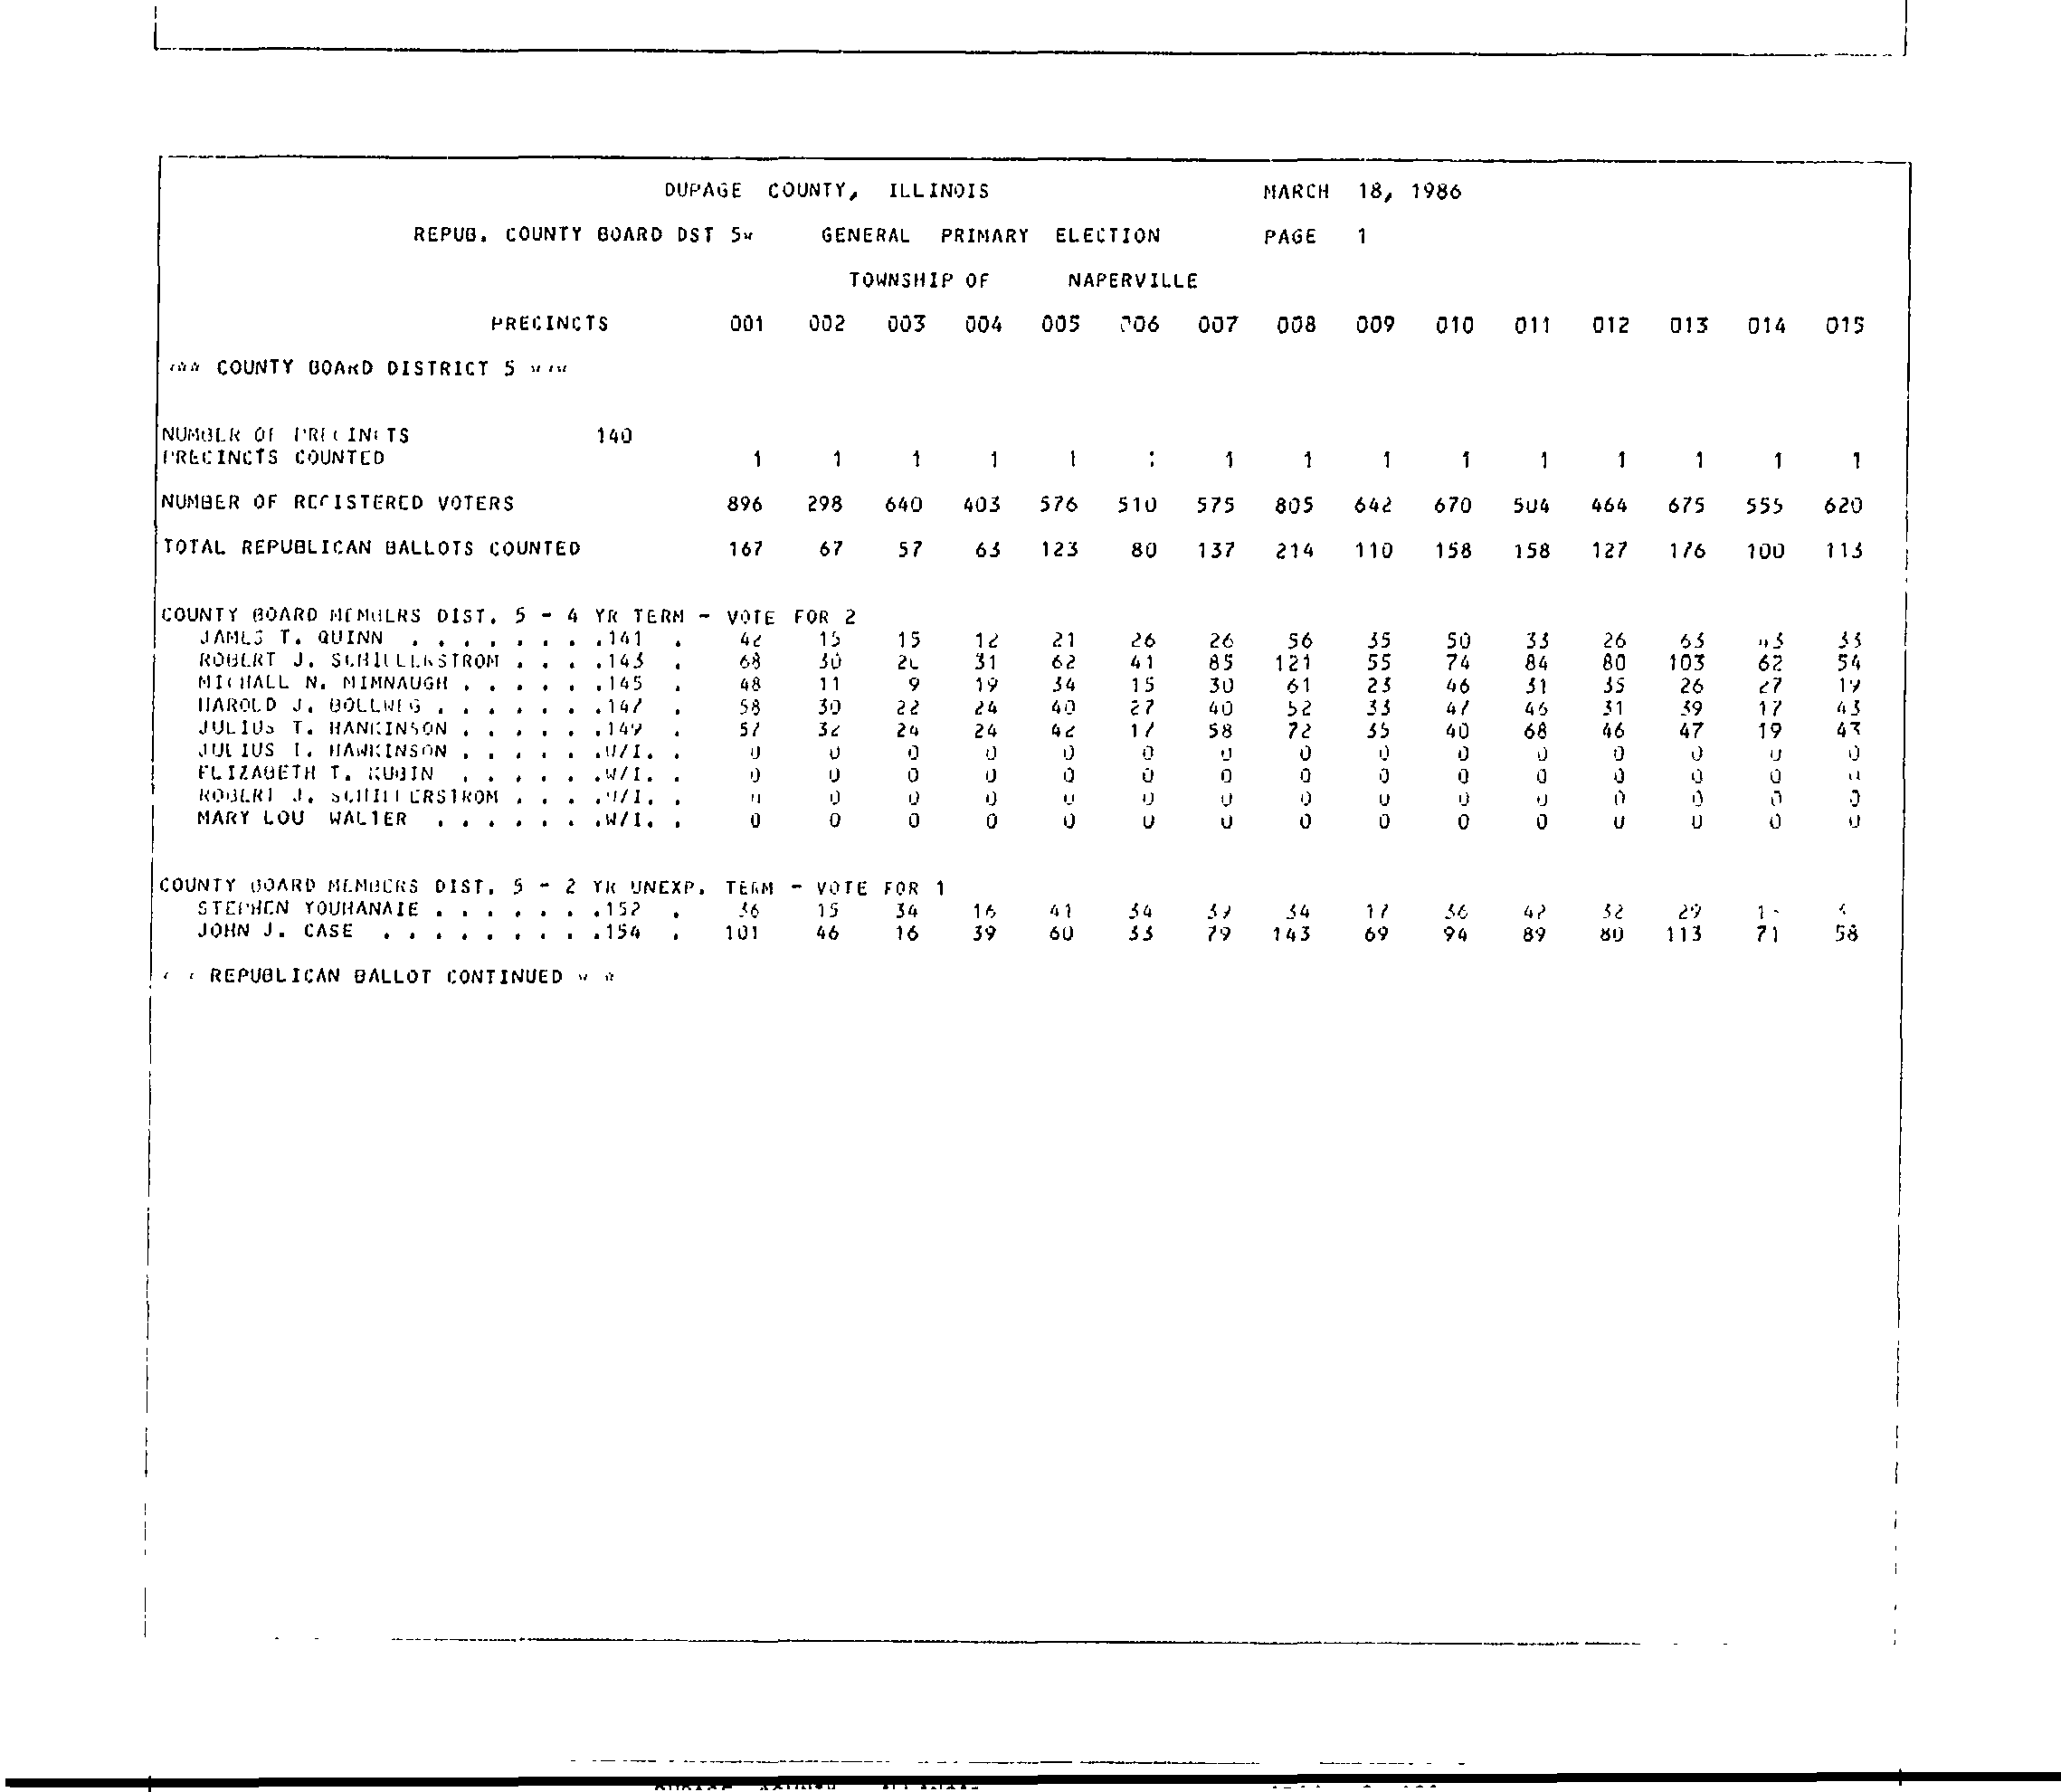 DUPAGE COUNTY, ILLINOIS MARCH 18, 1986
REPUB. COUNTY BOARD DST 5* GENERAL PRIMARY ELECTION PAGE 1
TOWNSHIP OF NAPERVILLE
PRECINCTS 001 002 003 004 005 006 007 008 009 010 011 012 013 014 015
*** COUNTY BOARD DISTRICT 5 ***
NUMBER OF PRECINCTS 140
PRECINCTS COUNTED 1 1 1 1 1 1 1 1 1 1 1 1 1 1
NUMBER OF REGISTERED VOTERS 896 298 640 403 576 510 575 805 642 670 504 464 675 555 620
TOTAL REPUBLICAN BALLOTS COUNTED 167 67 57 63 123 80 137 214 110 158 158 127 176 100 113
COUNTY BOARD MEMBERS DIST. 5 - 4 YR TERM - VOTE FOR 2
JAMES T. QUINN . . . . . . . .141 . 42 15 15 12 21 26 26 56 35 50 33 26 63 43 33
ROBERT J. SCHILLERSTROM . . . .143 . 68 30 31 62 41 85 121 55 74 84 80 103 62 54
MICHAEL N. MIMNAUGH . . . . . .145 . 48 11 9 19 34 15 30 61 23 46 31 35 26 27 19
HAROLD J. BOLLWEG . . . . . . .147 . 58 30 22 24 40 27 40 52 33 47 46 31 39 17 43
JULIUS T. HANKINSON . . . . . .149 . 57 32 24 24 42 17 58 72 35 40 68 46 47 19 43
JULIUS T. HAWKINSON . . . . . .W/I. . 0 0 0 0 0 0 0 0 0 0 0 0 0 0 0
ELIZABETH T. RUBIN . . . . . .W/I. . 0 0 0 0 0 0 0 0 0 0 0 0 0 0 0
ROBERT J. SCHILLERSTROM . . . .W/I. . 0 0 0 0 0 0 0 0 0 0 0 0 0 0 0
MARY LOU WALTER . . . . . . .W/I. . 0 0 0 0 0 0 0 0 0 0 0 0 0 0 0
COUNTY BOARD MEMBERS DIST. 5 - 2 YR UNEXP. TERM - VOTE FOR 1
STEPHEN YOUHANAIE . . . . . . .152 . 36 15 34 16 41 34 39 34 17 36 42 32 29
JOHN J. CASE . . . . . . . . .154 . 101 46 16 39 60 33 79 143 69 94 89 80 113 71 58
* * REPUBLICAN BALLOT CONTINUED * *